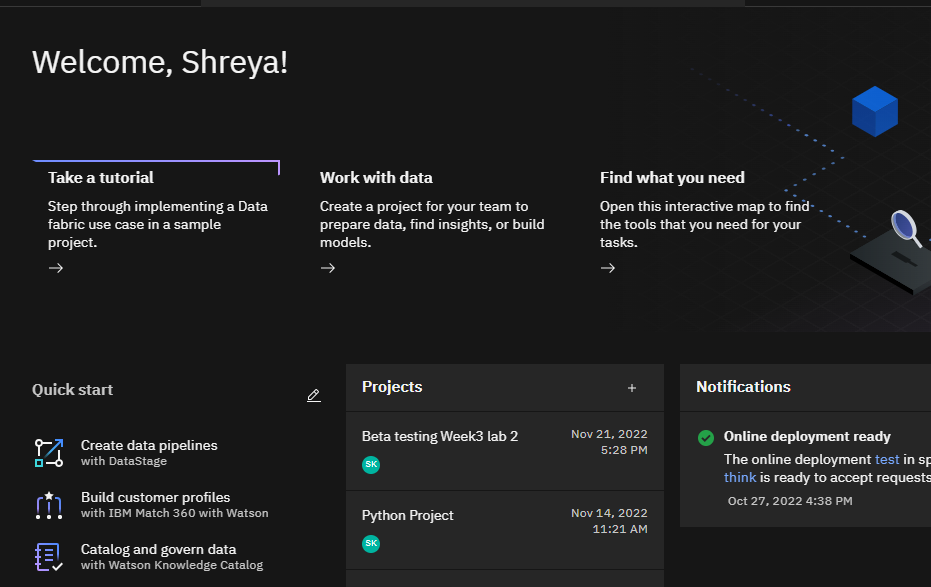 Welcome, Shreya!
Take a tutorial
Step through implementing a Data
fabric use case in a sample
project.
Work with data
Create a project for your team to
prepare data, find insights, or build
models.
Find what you need
Open this interactive map to find
the tools that you need for your
tasks.
Quick start
Create data pipelines
with DataStage
Build customer profiles
with IBM Match 360 with Watson
Catalog and govern data
with Watson Knowledge Catalog
Projects
Beta testing Week3 lab 2
Nov 21, 2022
5:28 PM
SK
Python Project
Nov 14, 2022
11:21 AM
SK
Notifications
Online deployment ready
The online deployment test in sp
think is ready to accept requests
Oct 27, 2022 4:38 PM